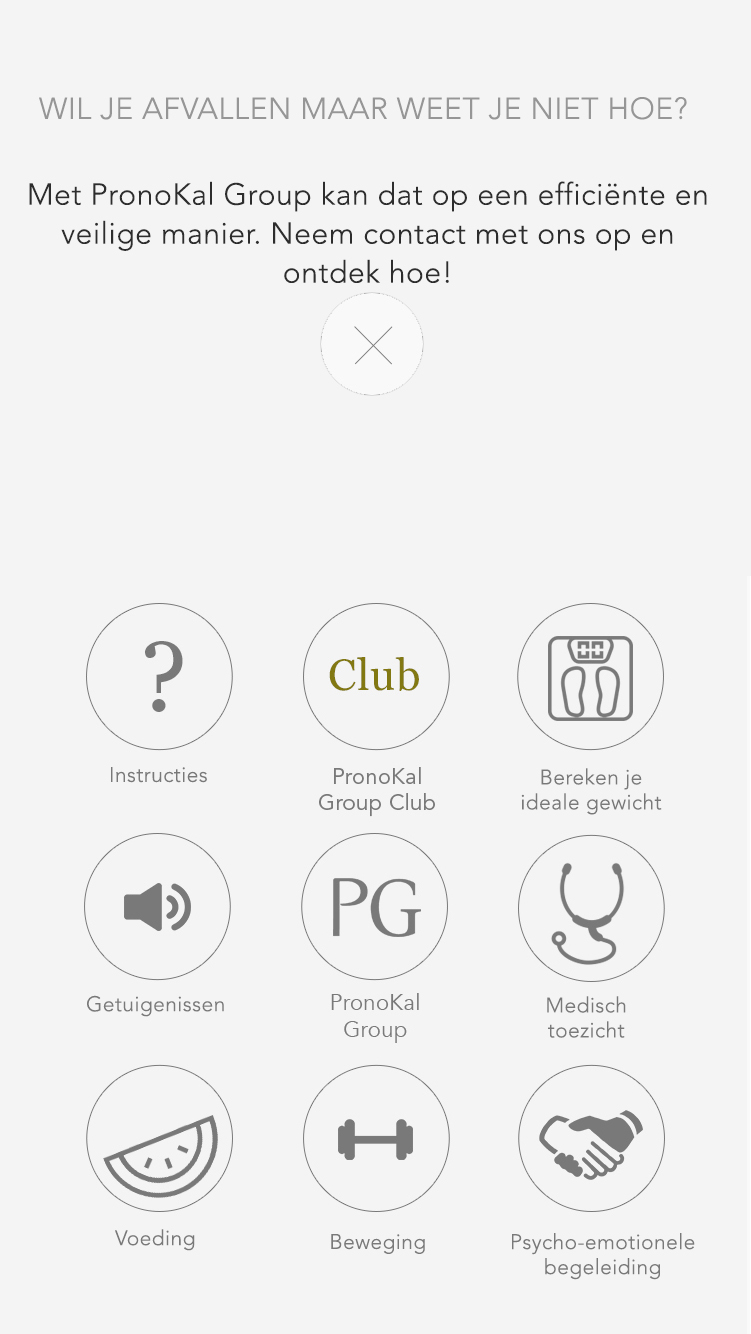 WIL JE AFVALLEN MAAR WEET JE NIET HOE?
Met PronoKal Group kan dat op een efficiënte en
veilige manier. Neem contact met ons op en
ontdek hoe!
?
Club
Instructies
PronoKal
Group Club
Bereken je
ideale gewicht
PG
Getuigenissen
PronoKal
Group
Medisch
toezicht
Voeding
Beweging
Psycho-emotionele
begeleiding